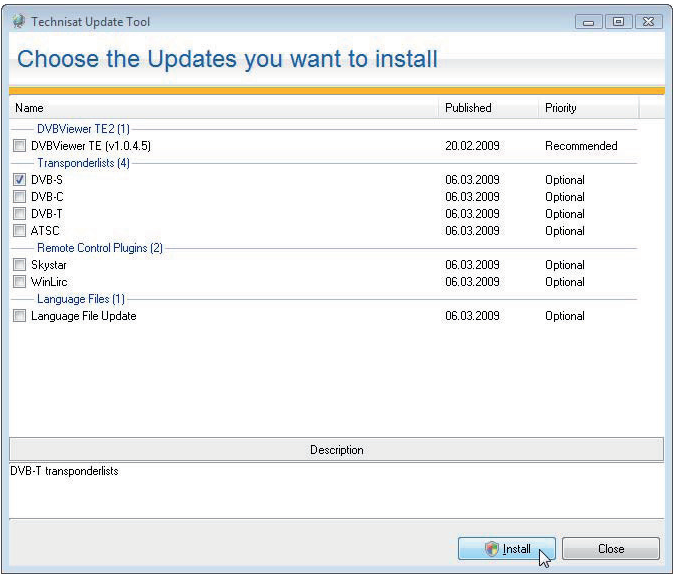 Technisat Update Tool
Choose the Updates you want to install
Name Published Priority
DVBViewer TE2 (1)
DVBViewer TE (v1.0.4.5) 20.02.2009 Recommended
Transponderlists (4)
DVB-S 06.03.2009 Optional
DVB-C 06.03.2009 Optional
DVB-T 06.03.2009 Optional
ATSC 06.03.2009 Optional
Remote Control Plugins (2)
Skystar 06.03.2009 Optional
WinLirc 06.03.2009 Optional
Language Files (1)
Language File Update 06.03.2009 Optional
Description
DVB-T transponderlists
Install Close